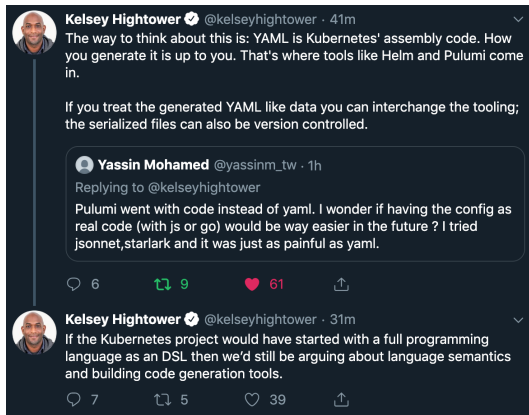 Kelsey Hightower @kelseyhightower · 41m
The way to think about this is: YAML is Kubernetes' assembly code. How
you generate it is up to you. That's where tools like Helm and Pulumi come
in.
If you treat the generated YAML like data you can interchange the tooling;
the serialized files can also be version controlled.
Yassin Mohamed @yassinm_tw · 1h
Replying to @kelseyhightower
Pulumi went with code instead of yaml. I wonder if having the config as
real code (with js or go) would be way easier in the future ? I tried
jsonnet,starlark and it was just as painful as yaml.
6 9 61
Kelsey Hightower @kelseyhightower · 31m
If the Kubernetes project would have started with a full programming
language as an DSL then we'd still be arguing about language semantics
and building code generation tools.
7 5 39